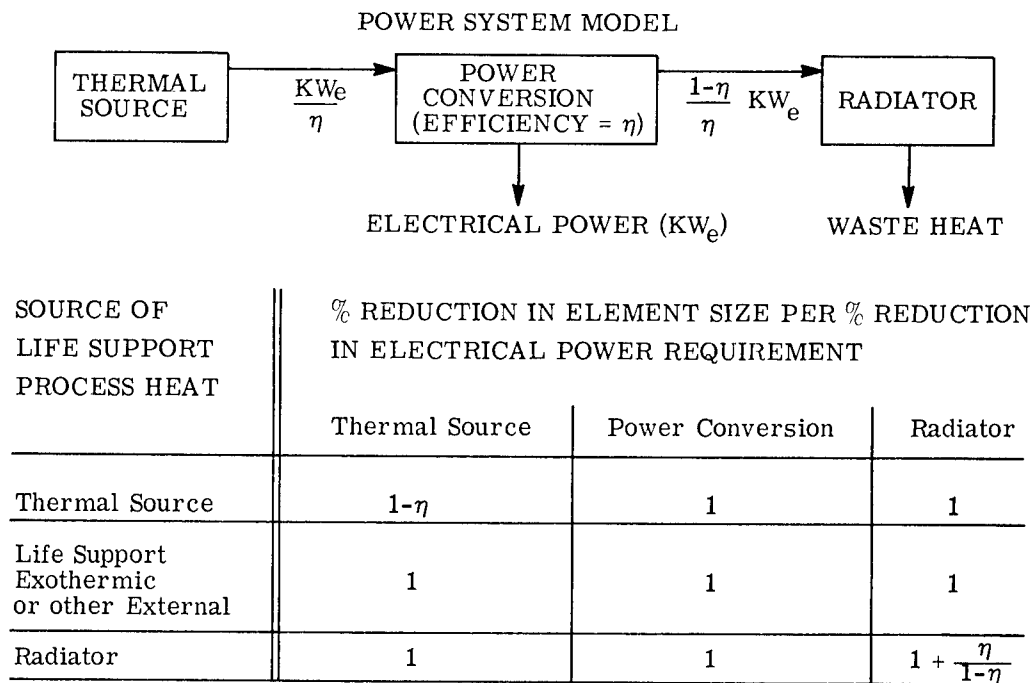 POWER SYSTEM MODEL
THERMAL
SOURCE
KWe
η
POWER
CONVERSION
(EFFICIENCY = η)
1-η
η
KWe
RADIATOR
ELECTRICAL POWER (KWe)
WASTE HEAT
SOURCE OF
LIFE SUPPORT
PROCESS HEAT
% REDUCTION IN ELEMENT SIZE PER % REDUCTION
IN ELECTRICAL POWER REQUIREMENT
Thermal Source Power Conversion Radiator
Thermal Source 1-η 1 1
Life Support
Exothermic
or other External
1 1 1
Radiator 1 1 1 + η/1-η